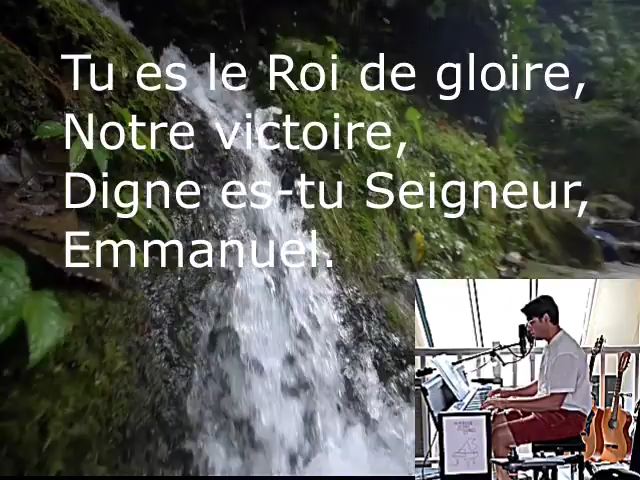 Tu es le Roi de gloire,
Notre victoire,
Digne es-tu Seigneur,
Emmanuel.